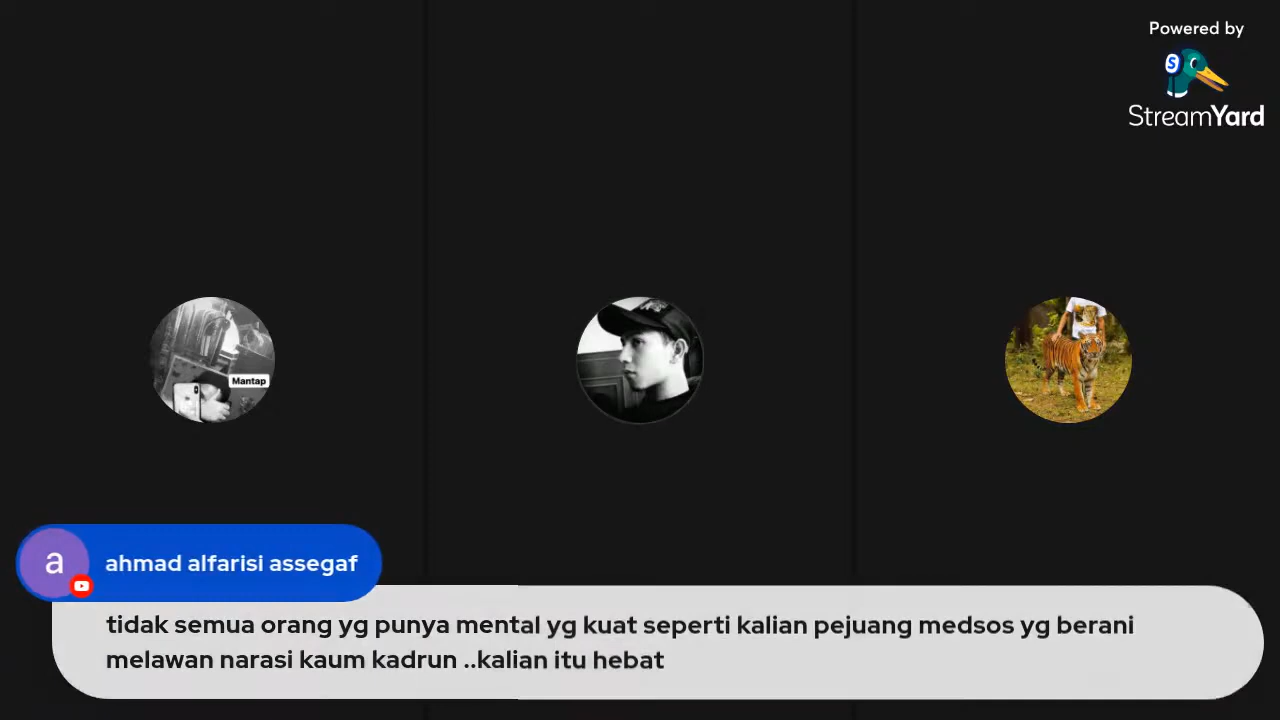 Powered by
S
StreamYard
Mantap
a
ahmad alfarisi assegaf
tidak semua orang yg punya mental yg kuat seperti kalian pejuang medsos yg berani
melawan narasi kaum kadrun ..kalian itu hebat